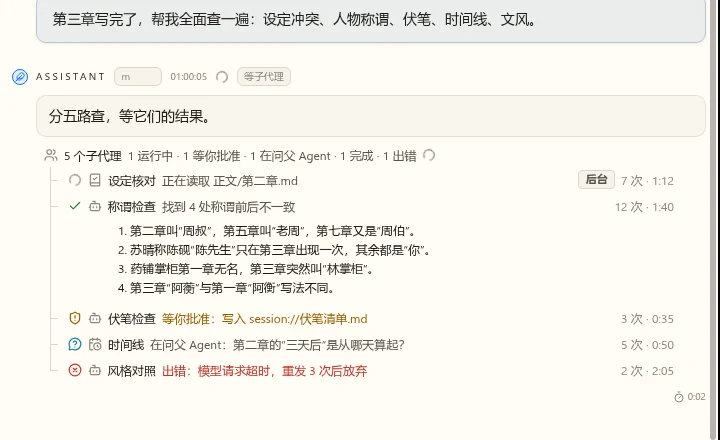 第三章写完了，帮我全面查一遍：设定冲突、人物称谓、伏笔、时间线、文风。
ASSISTANT m 01:00:05 等子代理
分五路查，等它们的结果。
5 个子代理 1 运行中 · 1 等你批准 · 1 在问父 Agent · 1 完成 · 1 出错
设定核对 正在读取 正文/第二章.md 后台 7 次 · 1:12
称谓检查 找到 4 处称谓前后不一致 12 次 · 1:40
1. 第二章叫“周叔”，第五章叫“老周”，第七章又是“周伯”。
2. 苏晴称陈砚“陈先生”只在第三章出现一次，其余都是“你”。
3. 药铺掌柜第一章无名，第三章突然叫“林掌柜”。
4. 第三章“阿蘅”与第一章“阿衡”写法不同。
伏笔检查 等你批准：写入 session://伏笔清单.md 3 次 · 0:35
时间线 在问父 Agent：第二章的“三天后”是从哪天算起？ 5 次 · 0:50
风格对照 出错：模型请求超时，重发 3 次后放弃 2 次 · 2:05
0:02